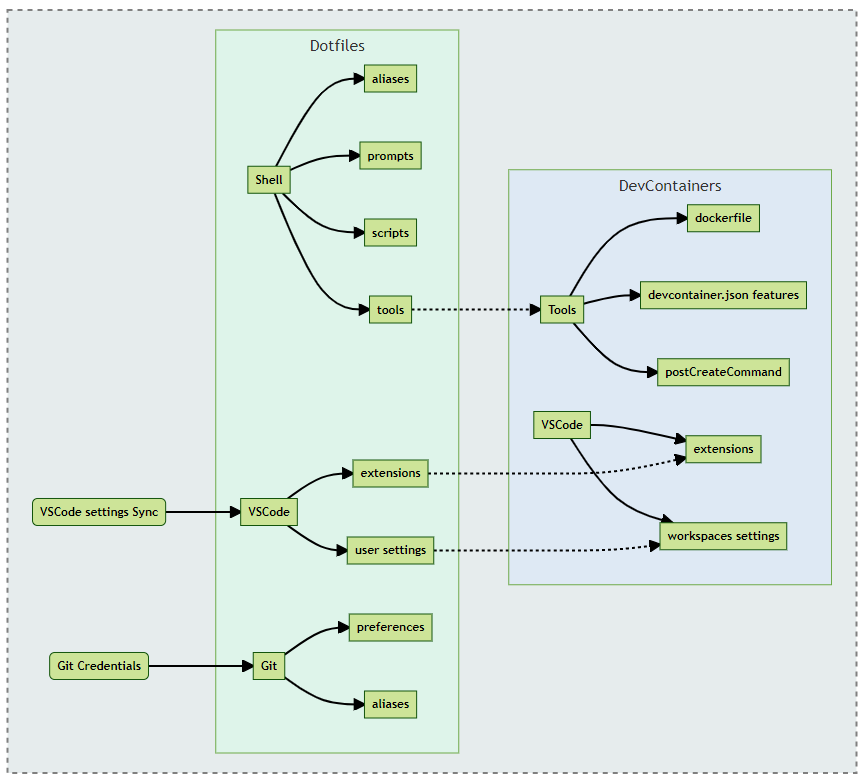 Dotfiles
aliases
prompts
Shell
scripts
tools
extensions
VSCode settings Sync
VSCode
user settings
preferences
Git Credentials
Git
aliases
DevContainers
dockerfile
devcontainer.json features
Tools
postCreateCommand
VSCode
extensions
workspaces settings